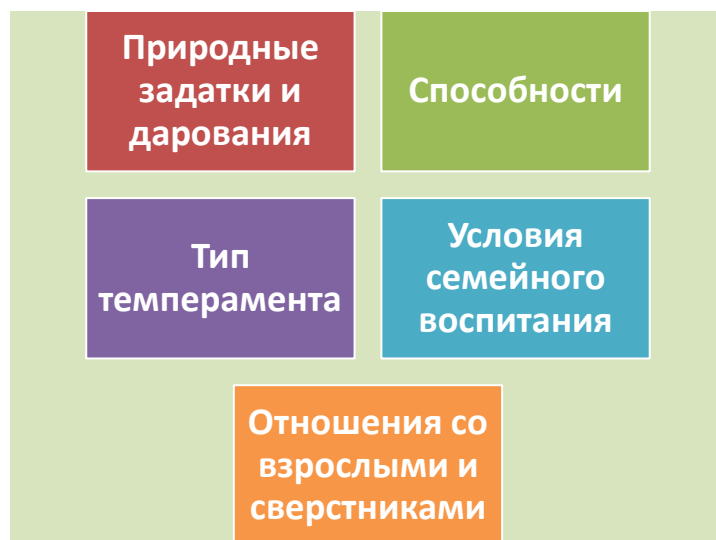 Природные
задатки и
дарования
Способности
Тип
темперамента
Условия
семейного
воспитания
Отношения со
взрослыми и
сверстниками